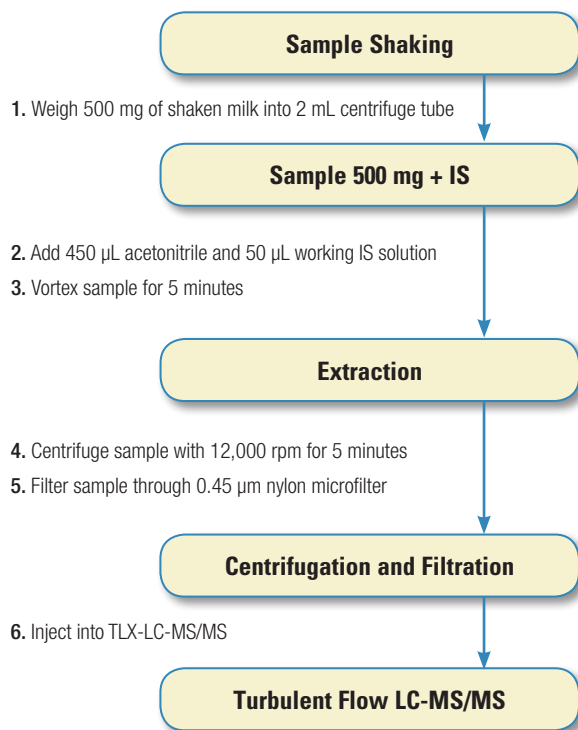 Sample Shaking
1. Weigh 500 mg of shaken milk into 2 mL centrifuge tube
Sample 500 mg + IS
2. Add 450 µL acetonitrile and 50 µL working IS solution
3. Vortex sample for 5 minutes
Extraction
4. Centrifuge sample with 12,000 rpm for 5 minutes
5. Filter sample through 0.45 µm nylon microfilter
Centrifugation and Filtration
6. Inject into TLX-LC-MS/MS
Turbulent Flow LC-MS/MS